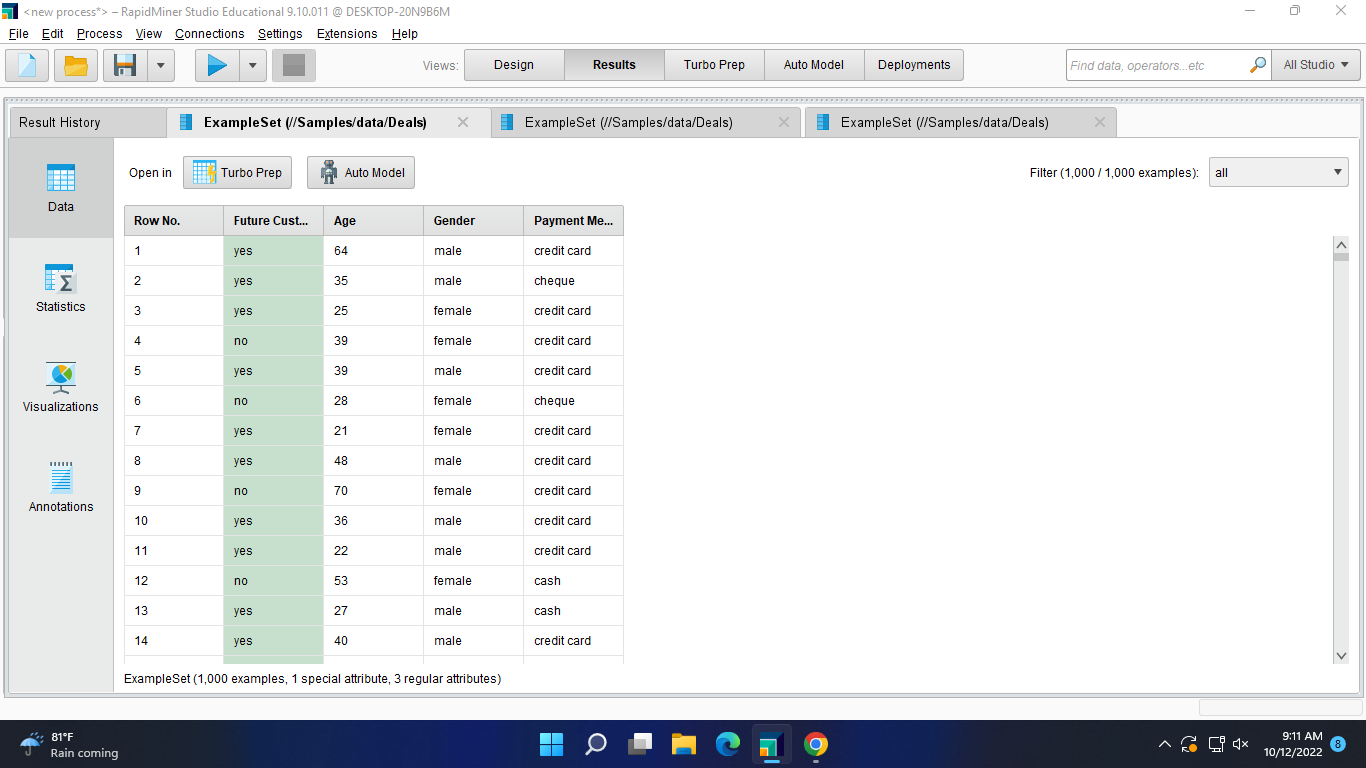 <new process*> – RapidMiner Studio Educational 9.10.011 @ DESKTOP-20N9B6M
File Edit Process View Connections Settings Extensions Help
Views: Design Results Turbo Prep Auto Model Deployments Find data, operators...etc All Studio
Result History ExampleSet (//Samples/data/Deals) ExampleSet (//Samples/data/Deals) ExampleSet (//Samples/data/Deals)
Data
Statistics
Visualizations
Annotations
Open in Turbo Prep Auto Model Filter (1,000 / 1,000 examples): all
Row No. Future Cust... Age Gender Payment Me...
1 yes 64 male credit card
2 yes 35 male cheque
3 yes 25 female credit card
4 no 39 female credit card
5 yes 39 male credit card
6 no 28 female cheque
7 yes 21 female credit card
8 yes 48 male credit card
9 no 70 female credit card
10 yes 36 male credit card
11 yes 22 male credit card
12 no 53 female cash
13 yes 27 male cash
14 yes 40 male credit card
ExampleSet (1,000 examples, 1 special attribute, 3 regular attributes)
81°F
Rain coming
9:11 AM
10/12/2022
8